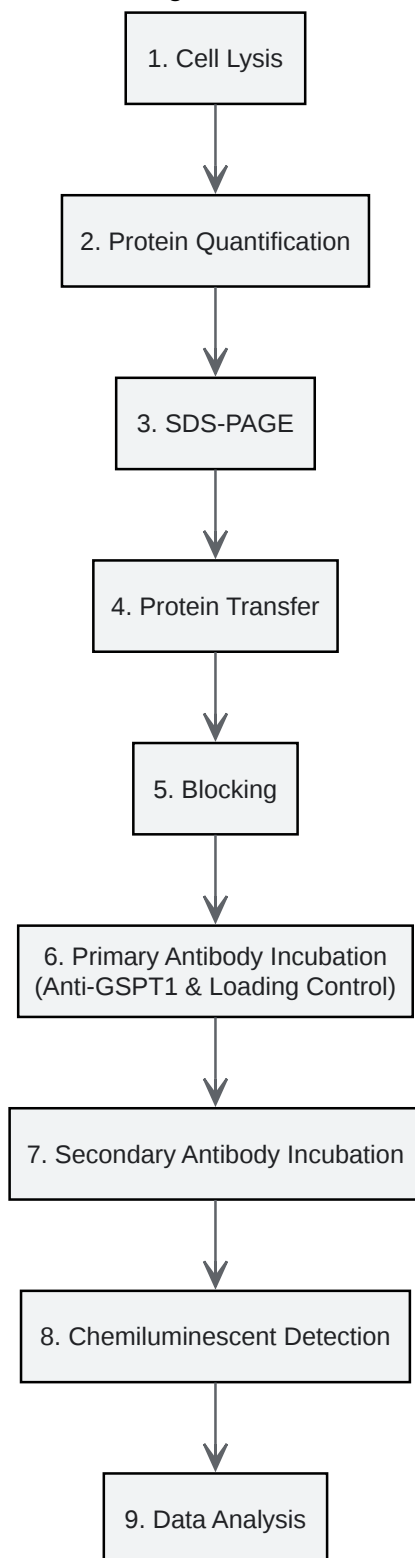 1. Cell Lysis
2. Protein Quantification
3. SDS-PAGE
4. Protein Transfer
5. Blocking
6. Primary Antibody Incubation
(Anti-GSPT1 & Loading Control)
7. Secondary Antibody Incubation
8. Chemiluminescent Detection
9. Data Analysis